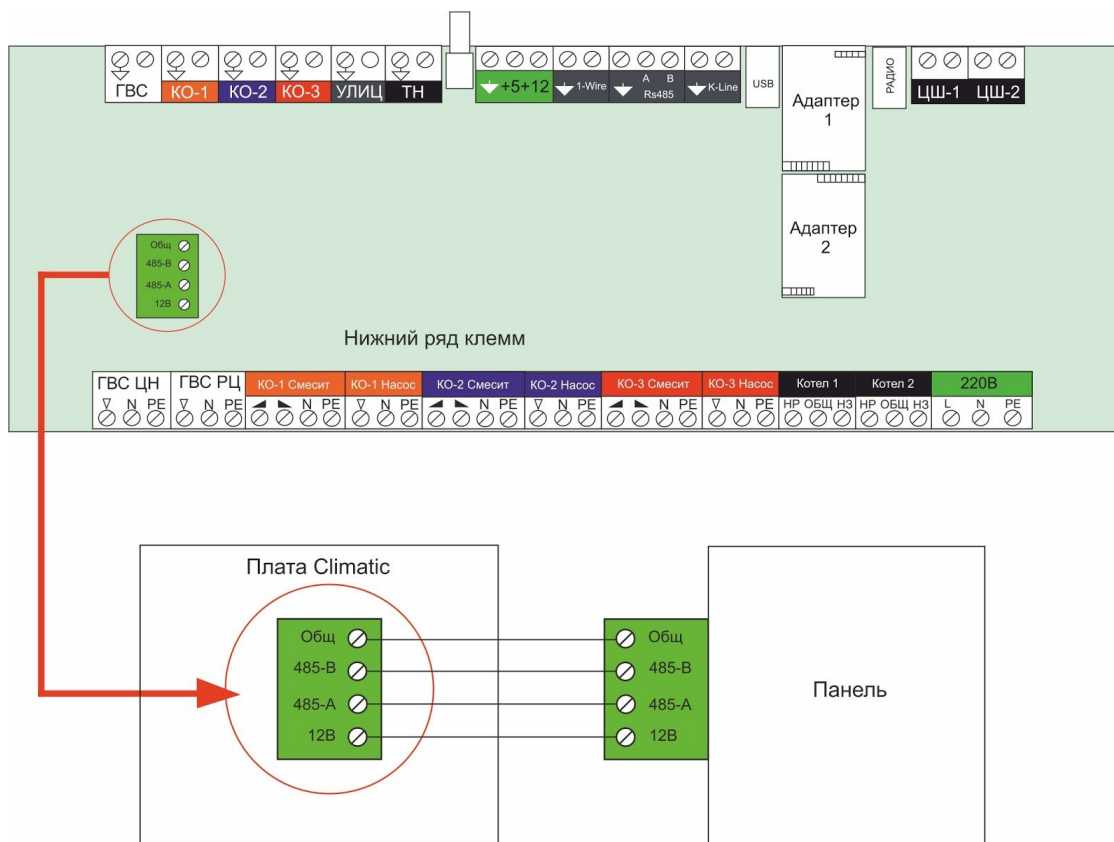 ГВС КО-1 КО-2 КО-3 УЛИЦ ТН
+5+12 1-Wire A B Rs485 K-Line
USB
Адаптер
1
РАДИО
ЦШ-1 ЦШ-2
Адаптер
2
Общ
485-В
485-А
12В
Нижний ряд клемм
ГВС ЦН ГВС РЦ КО-1 Смесит КО-1 Насос КО-2 Смесит КО-2 Насос КО-3 Смесит КО-3 Насос Котел 1 Котел 2 220В
N PE N PE N PE N PE N PE N PE N PE N PE НР ОБЩ НЗ НР ОБЩ НЗ L N PE
Плата Climatic
Общ
485-В
485-А
12В
Общ
485-В
485-А
12В
Панель